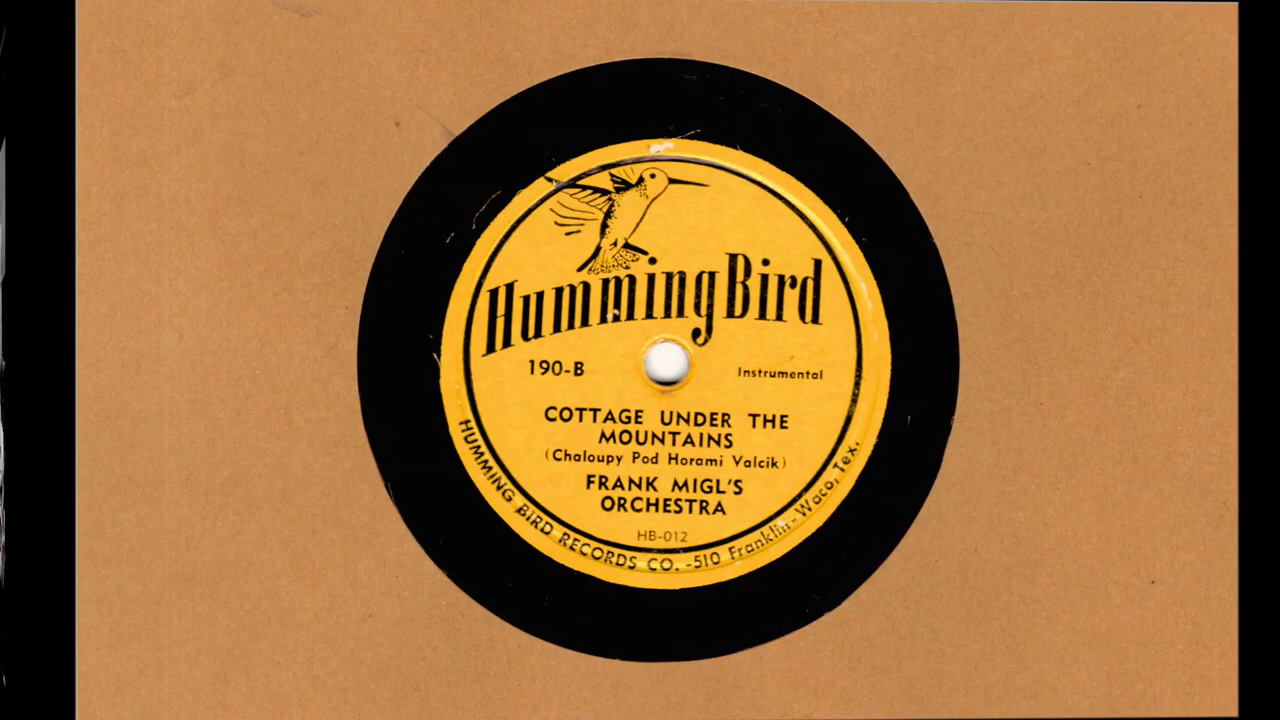 HummingBird
190-B
Instrumental
COTTAGE UNDER THE
MOUNTAINS
(Chaloupy Pod Horami Valcik)
FRANK MIGL'S
ORCHESTRA
HB-012
HUMMING BIRD RECORDS CO. -510 Franklin-Waco, Tex.